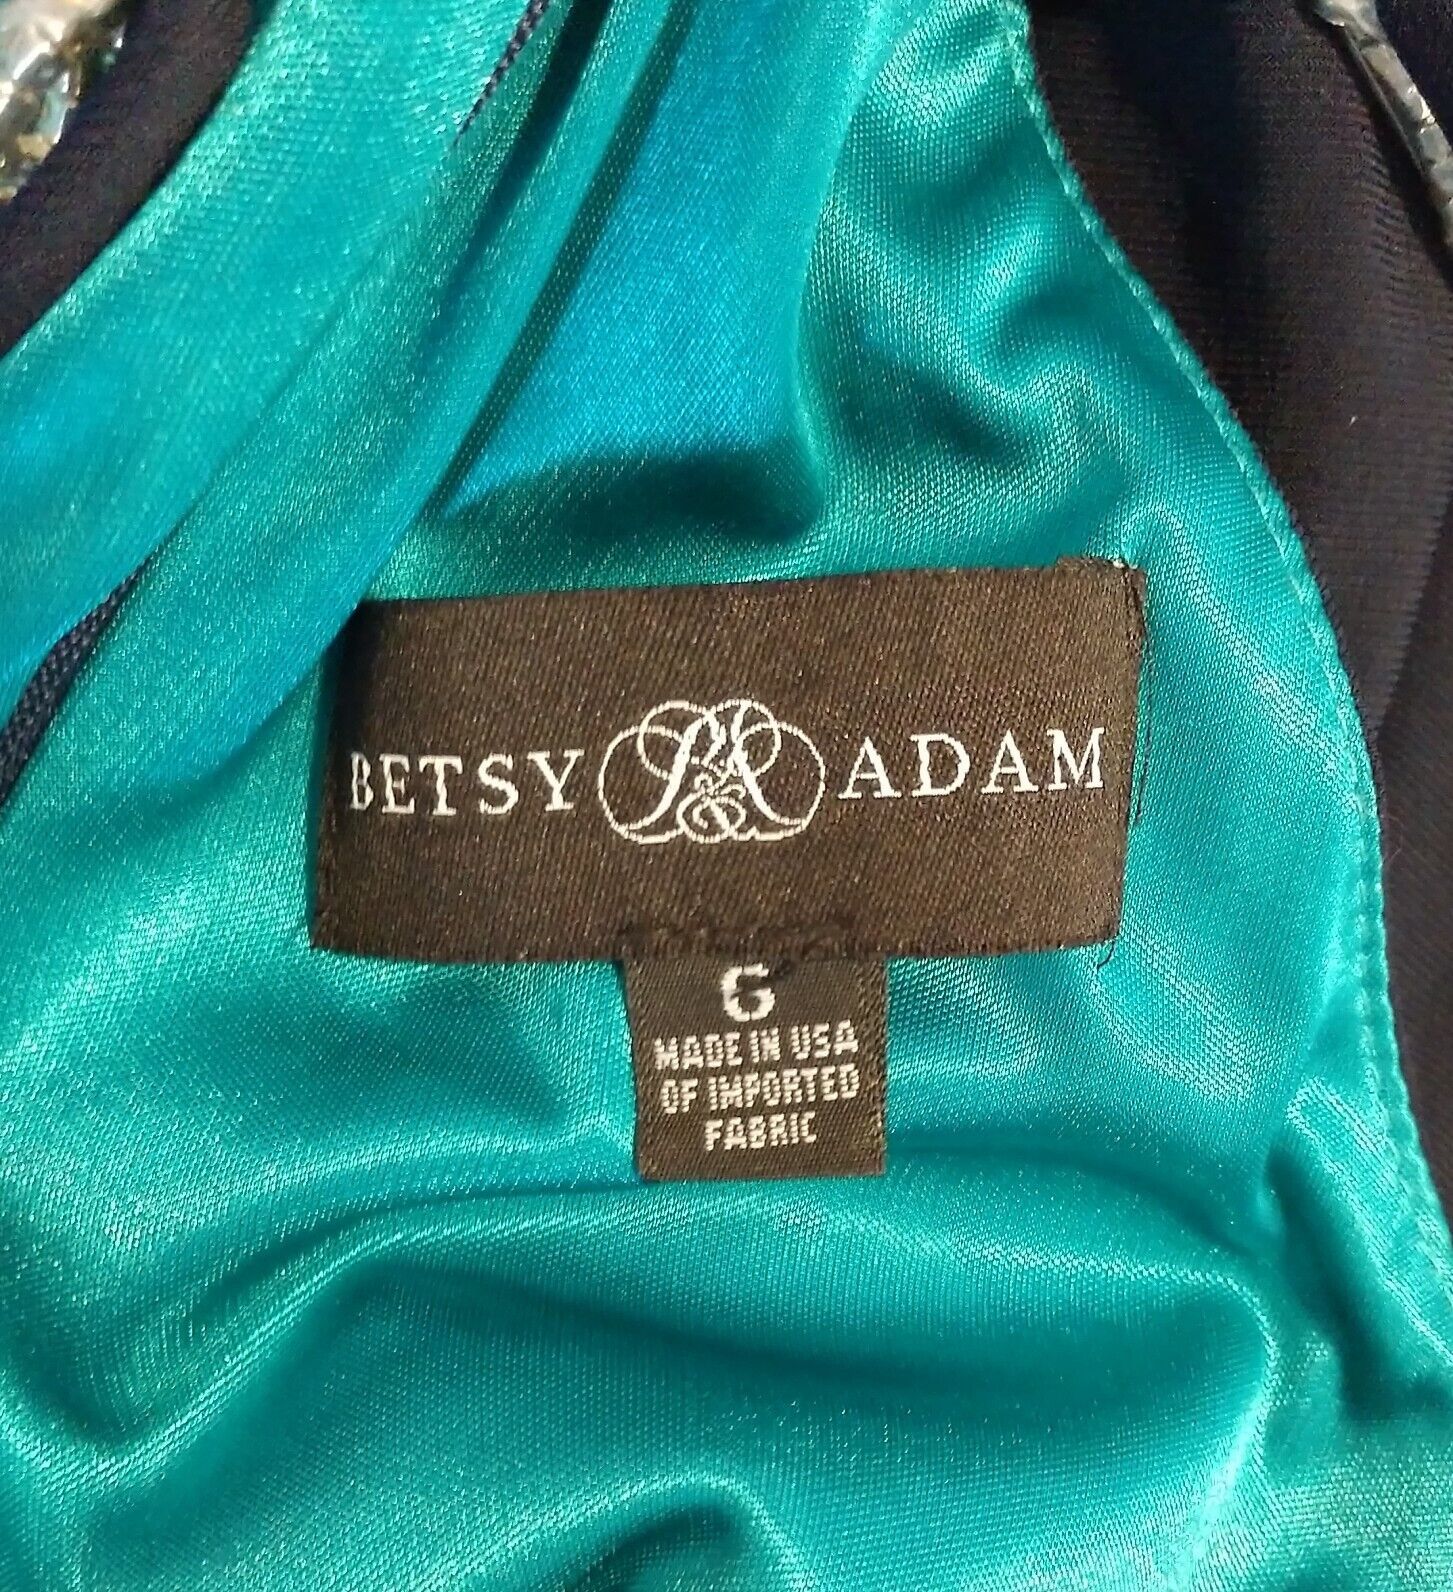 BETSY B&A ADAM
6
MADE IN USA
OF IMPORTED
FABRIC